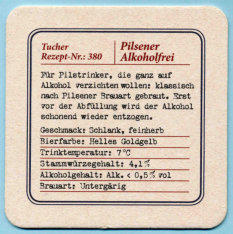 Tucher
Rezept-Nr.: 380
Pilsener
Alkoholfrei
Für Pilstrinker, die ganz auf
Alkohol verzichten wollen: klassisch
nach Pilsener Brauart gebraut. Erst
vor der Abfüllung wird der Alkohol
schonend wieder entzogen.
Geschmack: Schlank, feinherb
Bierfarbe: Helles Goldgelb
Trinktemperatur: 7°C
Stammwürzegehalt: 4,1%
Alkoholgehalt: Alk. < 0,5% vol
Brauart: Untergärig